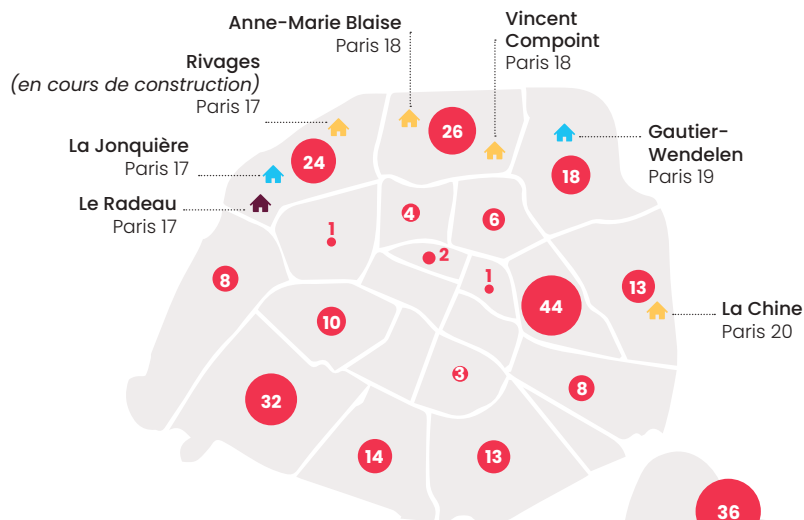 Anne-Marie Blaise
Paris 18
Vincent
Compoint
Paris 18
Rivages
(en cours de construction)
Paris 17
La Jonquière
Paris 17
Le Radeau
Paris 17
Gautier-
Wendelen
Paris 19
La Chine
Paris 20
26
24
18
4
6
1
2
8
1
13
44
10
3
8
32
14
13
36